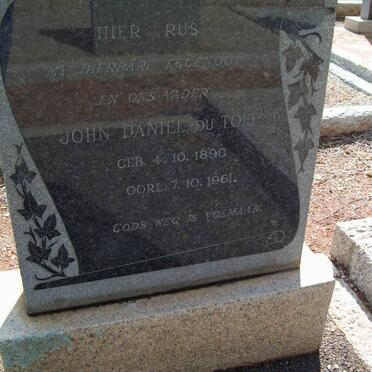 HIER RUS
MY DIERBARE EGGENOOT
EN ONS VADER
JOHN DANIEL DU TOIT
GEB. 4. 10. 1890
OORL. 7. 10. 1961.
GODS WEG IS VOLMAAK